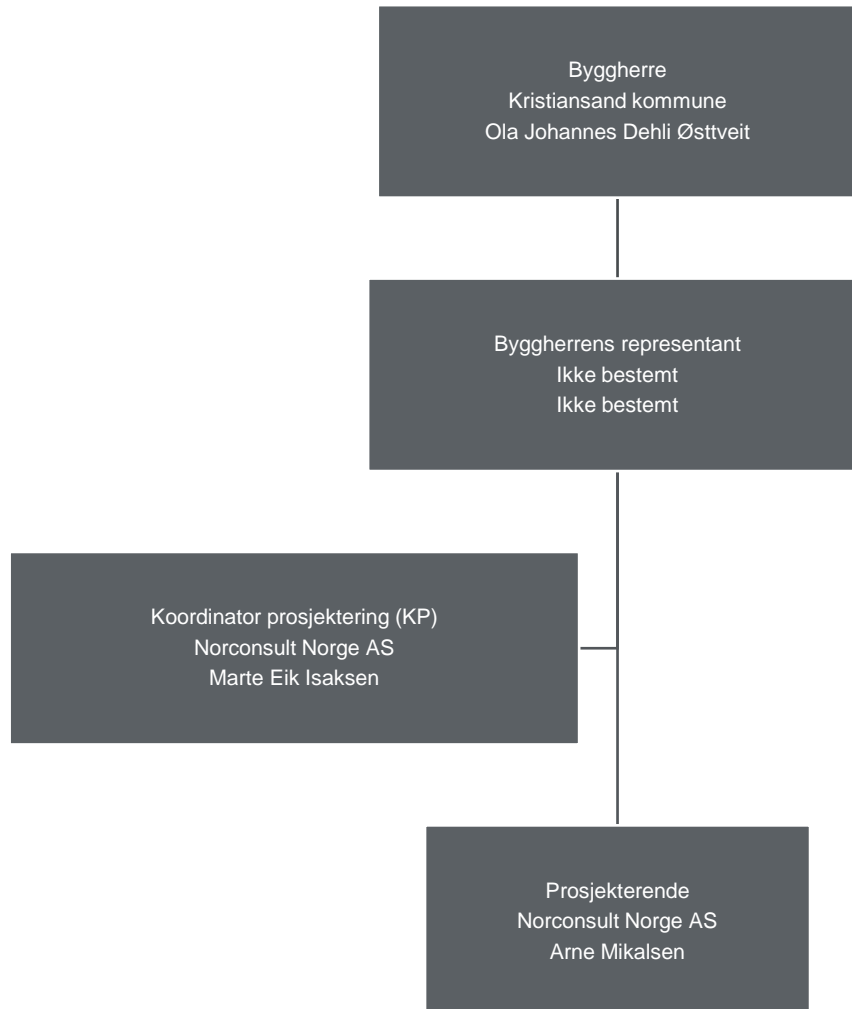 Byggherre
Kristiansand kommune
Ola Johannes Dehli Østtveit
Byggherrens representant
Ikke bestemt
Ikke bestemt
Koordinator prosjektering (KP)
Norconsult Norge AS
Marte Eik Isaksen
Prosjekterende
Norconsult Norge AS
Arne Mikalsen